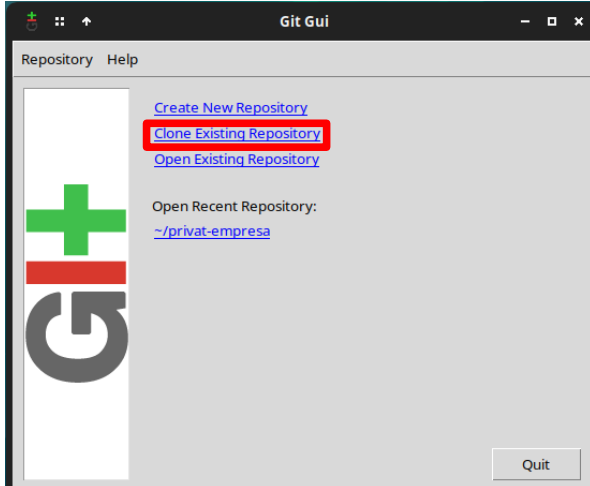 Git Gui
Repository Help
Create New Repository
Clone Existing Repository
Open Existing Repository
Open Recent Repository:
~/privat-empresa
GIt
Quit